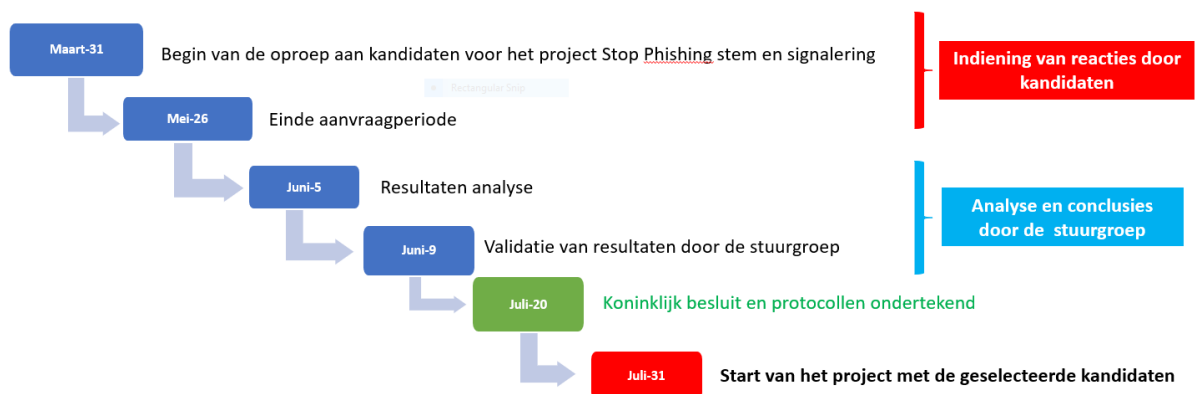 Maart-31
Begin van de oproep aan kandidaten voor het project Stop Phishing stem en signalering
Indiening van reacties door
kandidaten
Rectangular Snip
Mei-26
Einde aanvraagperiode
Juni-5
Resultaten analyse
Analyse en conclusies
door de stuurgroep
Juni-9
Validatie van resultaten door de stuurgroep
Juli-20
Koninklijk besluit en protocollen ondertekend
Juli-31
Start van het project met de geselecteerde kandidaten